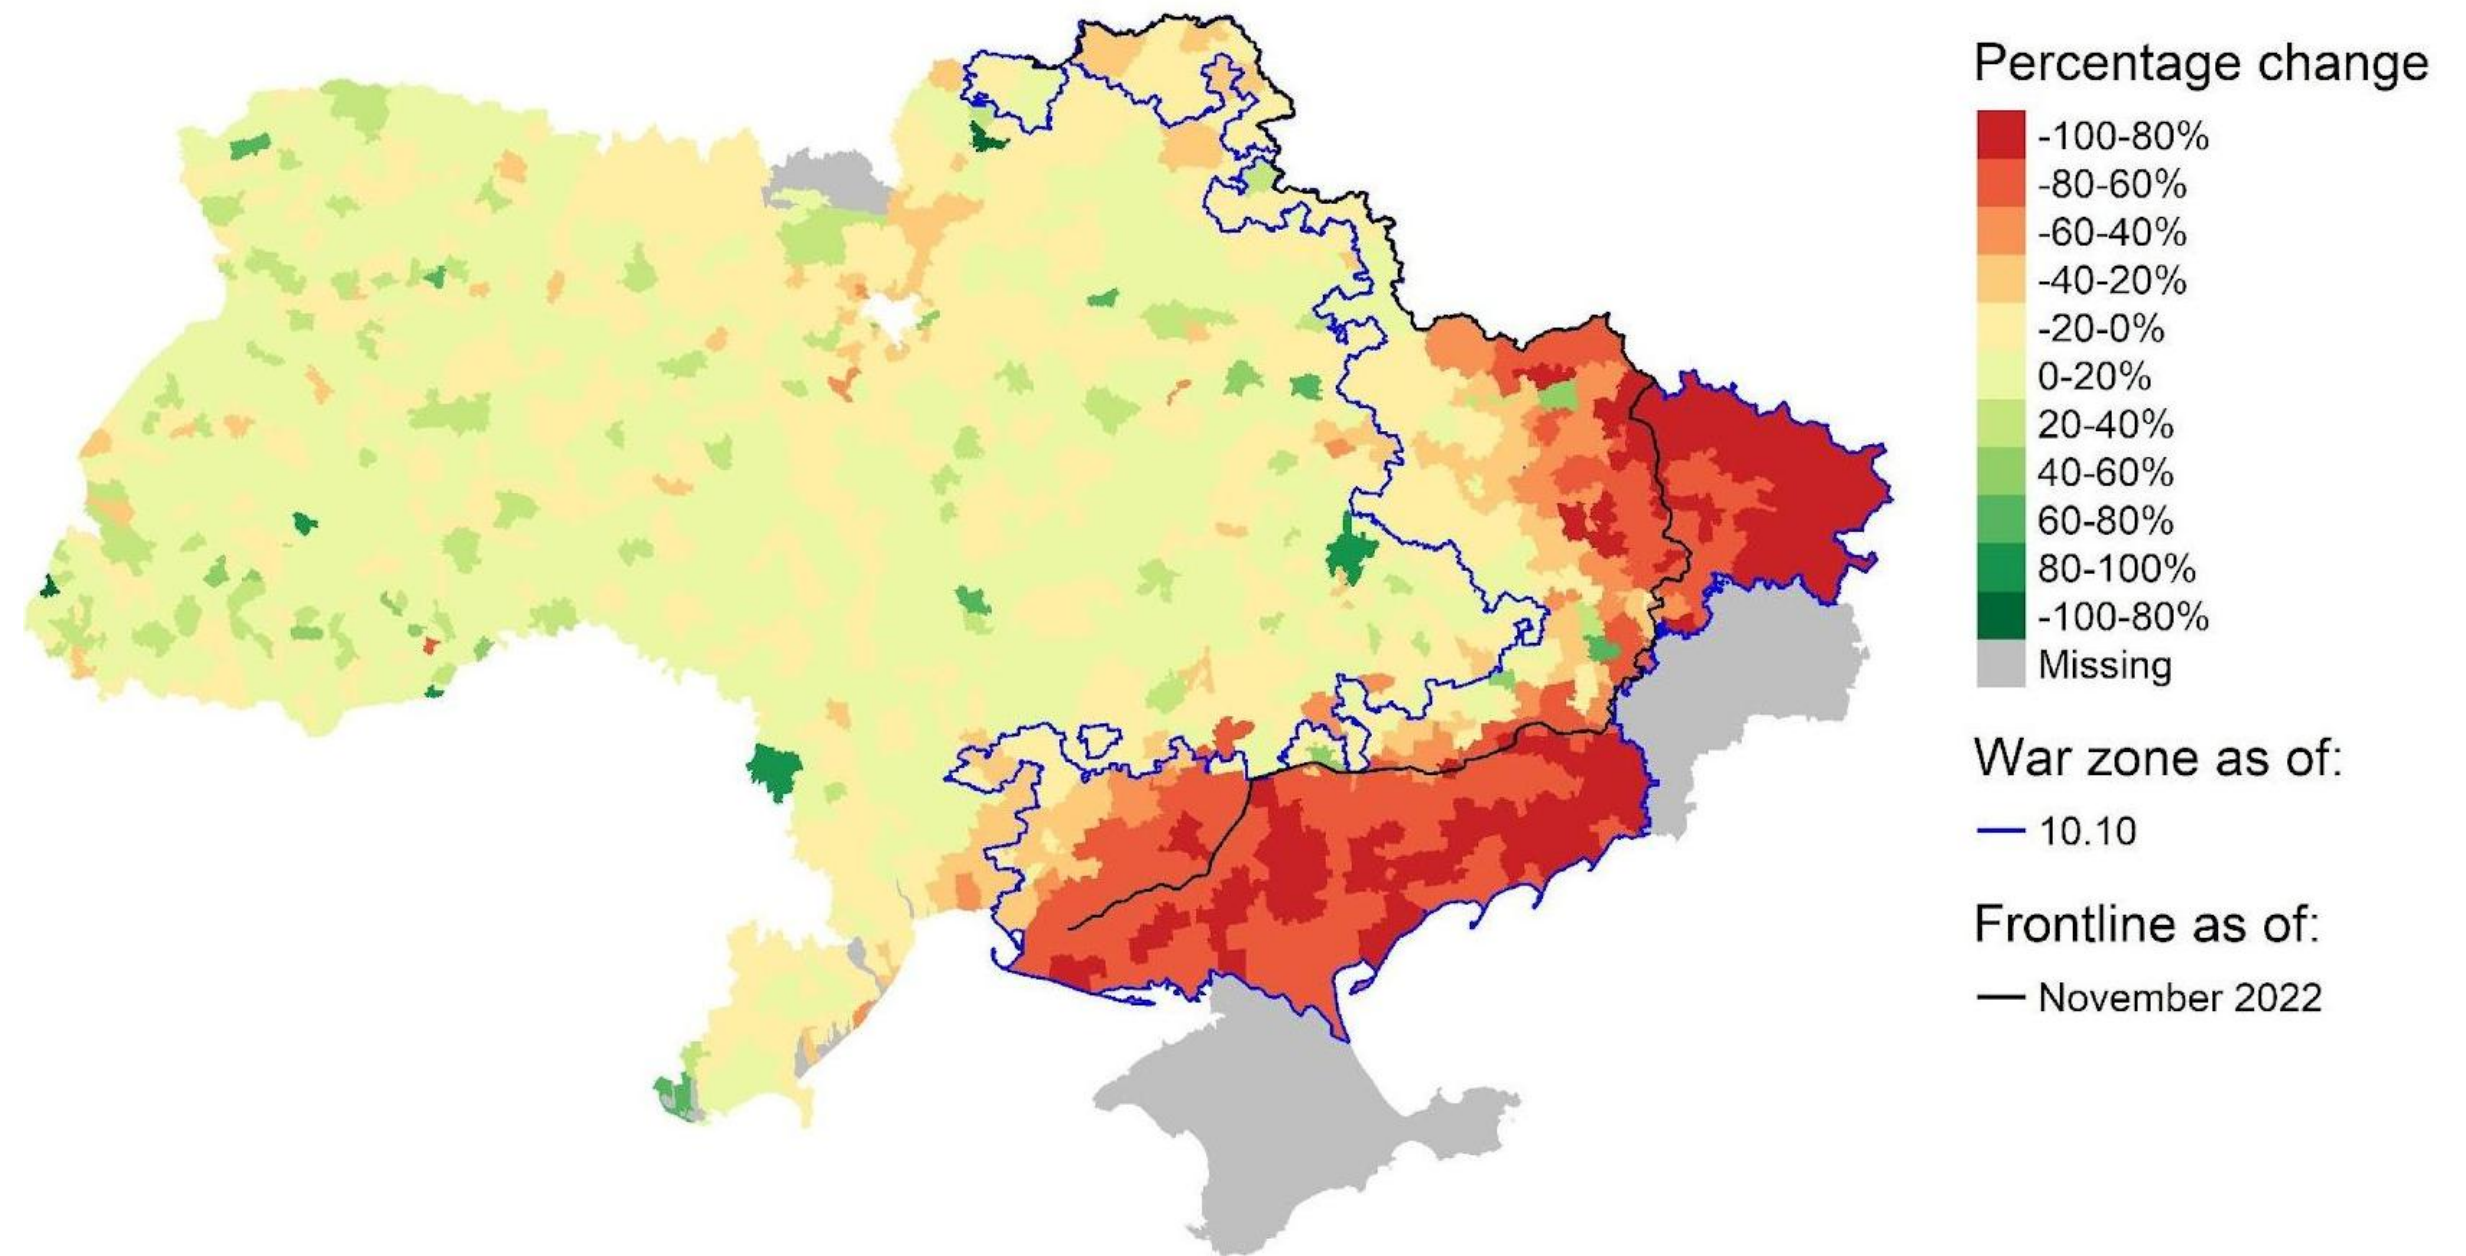 Percentage change
-100-80%
-80-60%
-60-40%
-40-20%
-20-0%
0-20%
20-40%
40-60%
60-80%
80-100%
-100-80%
Missing
War zone as of:
10.10
Frontline as of:
November 2022